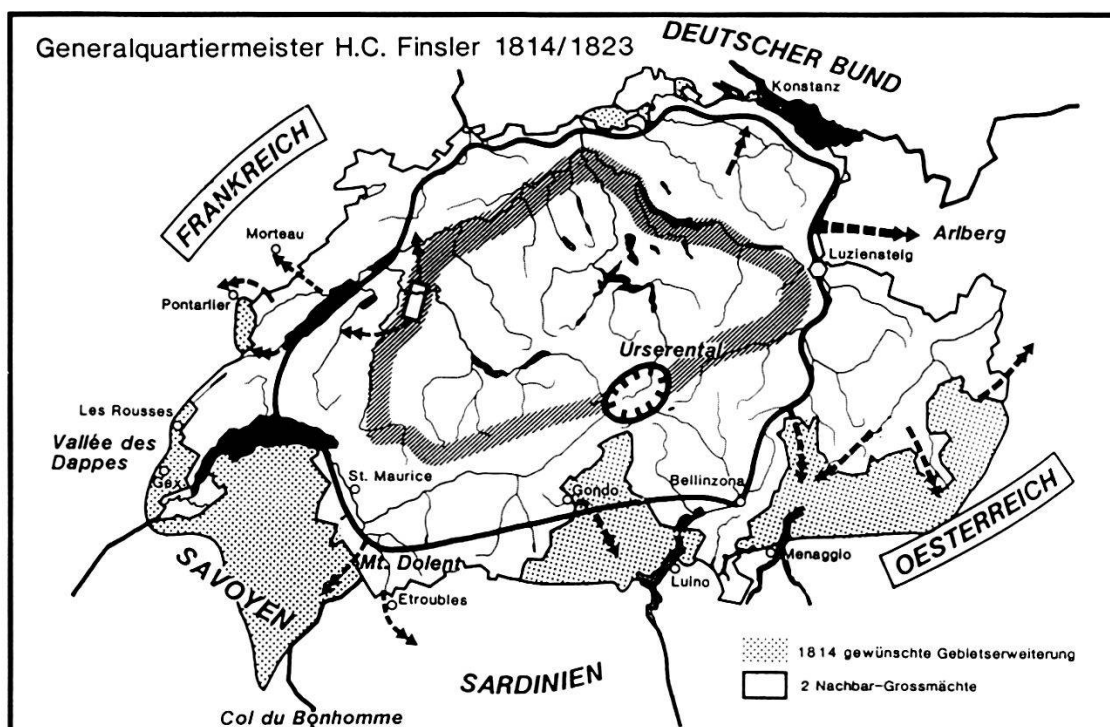 Generalquartiermeister H.C. Finsler 1814/1823
DEUTSCHER BUND
Konstanz
FRANKREICH
Morteau
Arlberg
Luziensteig
Pontarlier
Urserental
Les Rousses
Vallée des
Dappes
Gex
St. Maurice
Gondo
Bellinzona
OESTERREICH
SAVOYEN
Mt. Dolent
Menaggio
Luino
Etroubles
1814 gewünschte Gebietserweiterung
SARDINIEN
2 Nachbar-Grossmächte
Col du Bonhomme